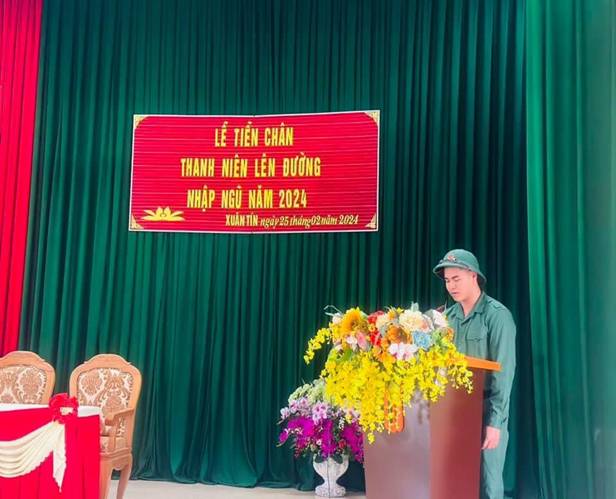 LỄ TIỄN CHÂN
THANH NIÊN LÊN ĐƯỜNG
NHẬP NGŨ NĂM 2024
XUÂN TÍN ngày 25 tháng 02 năm 2024